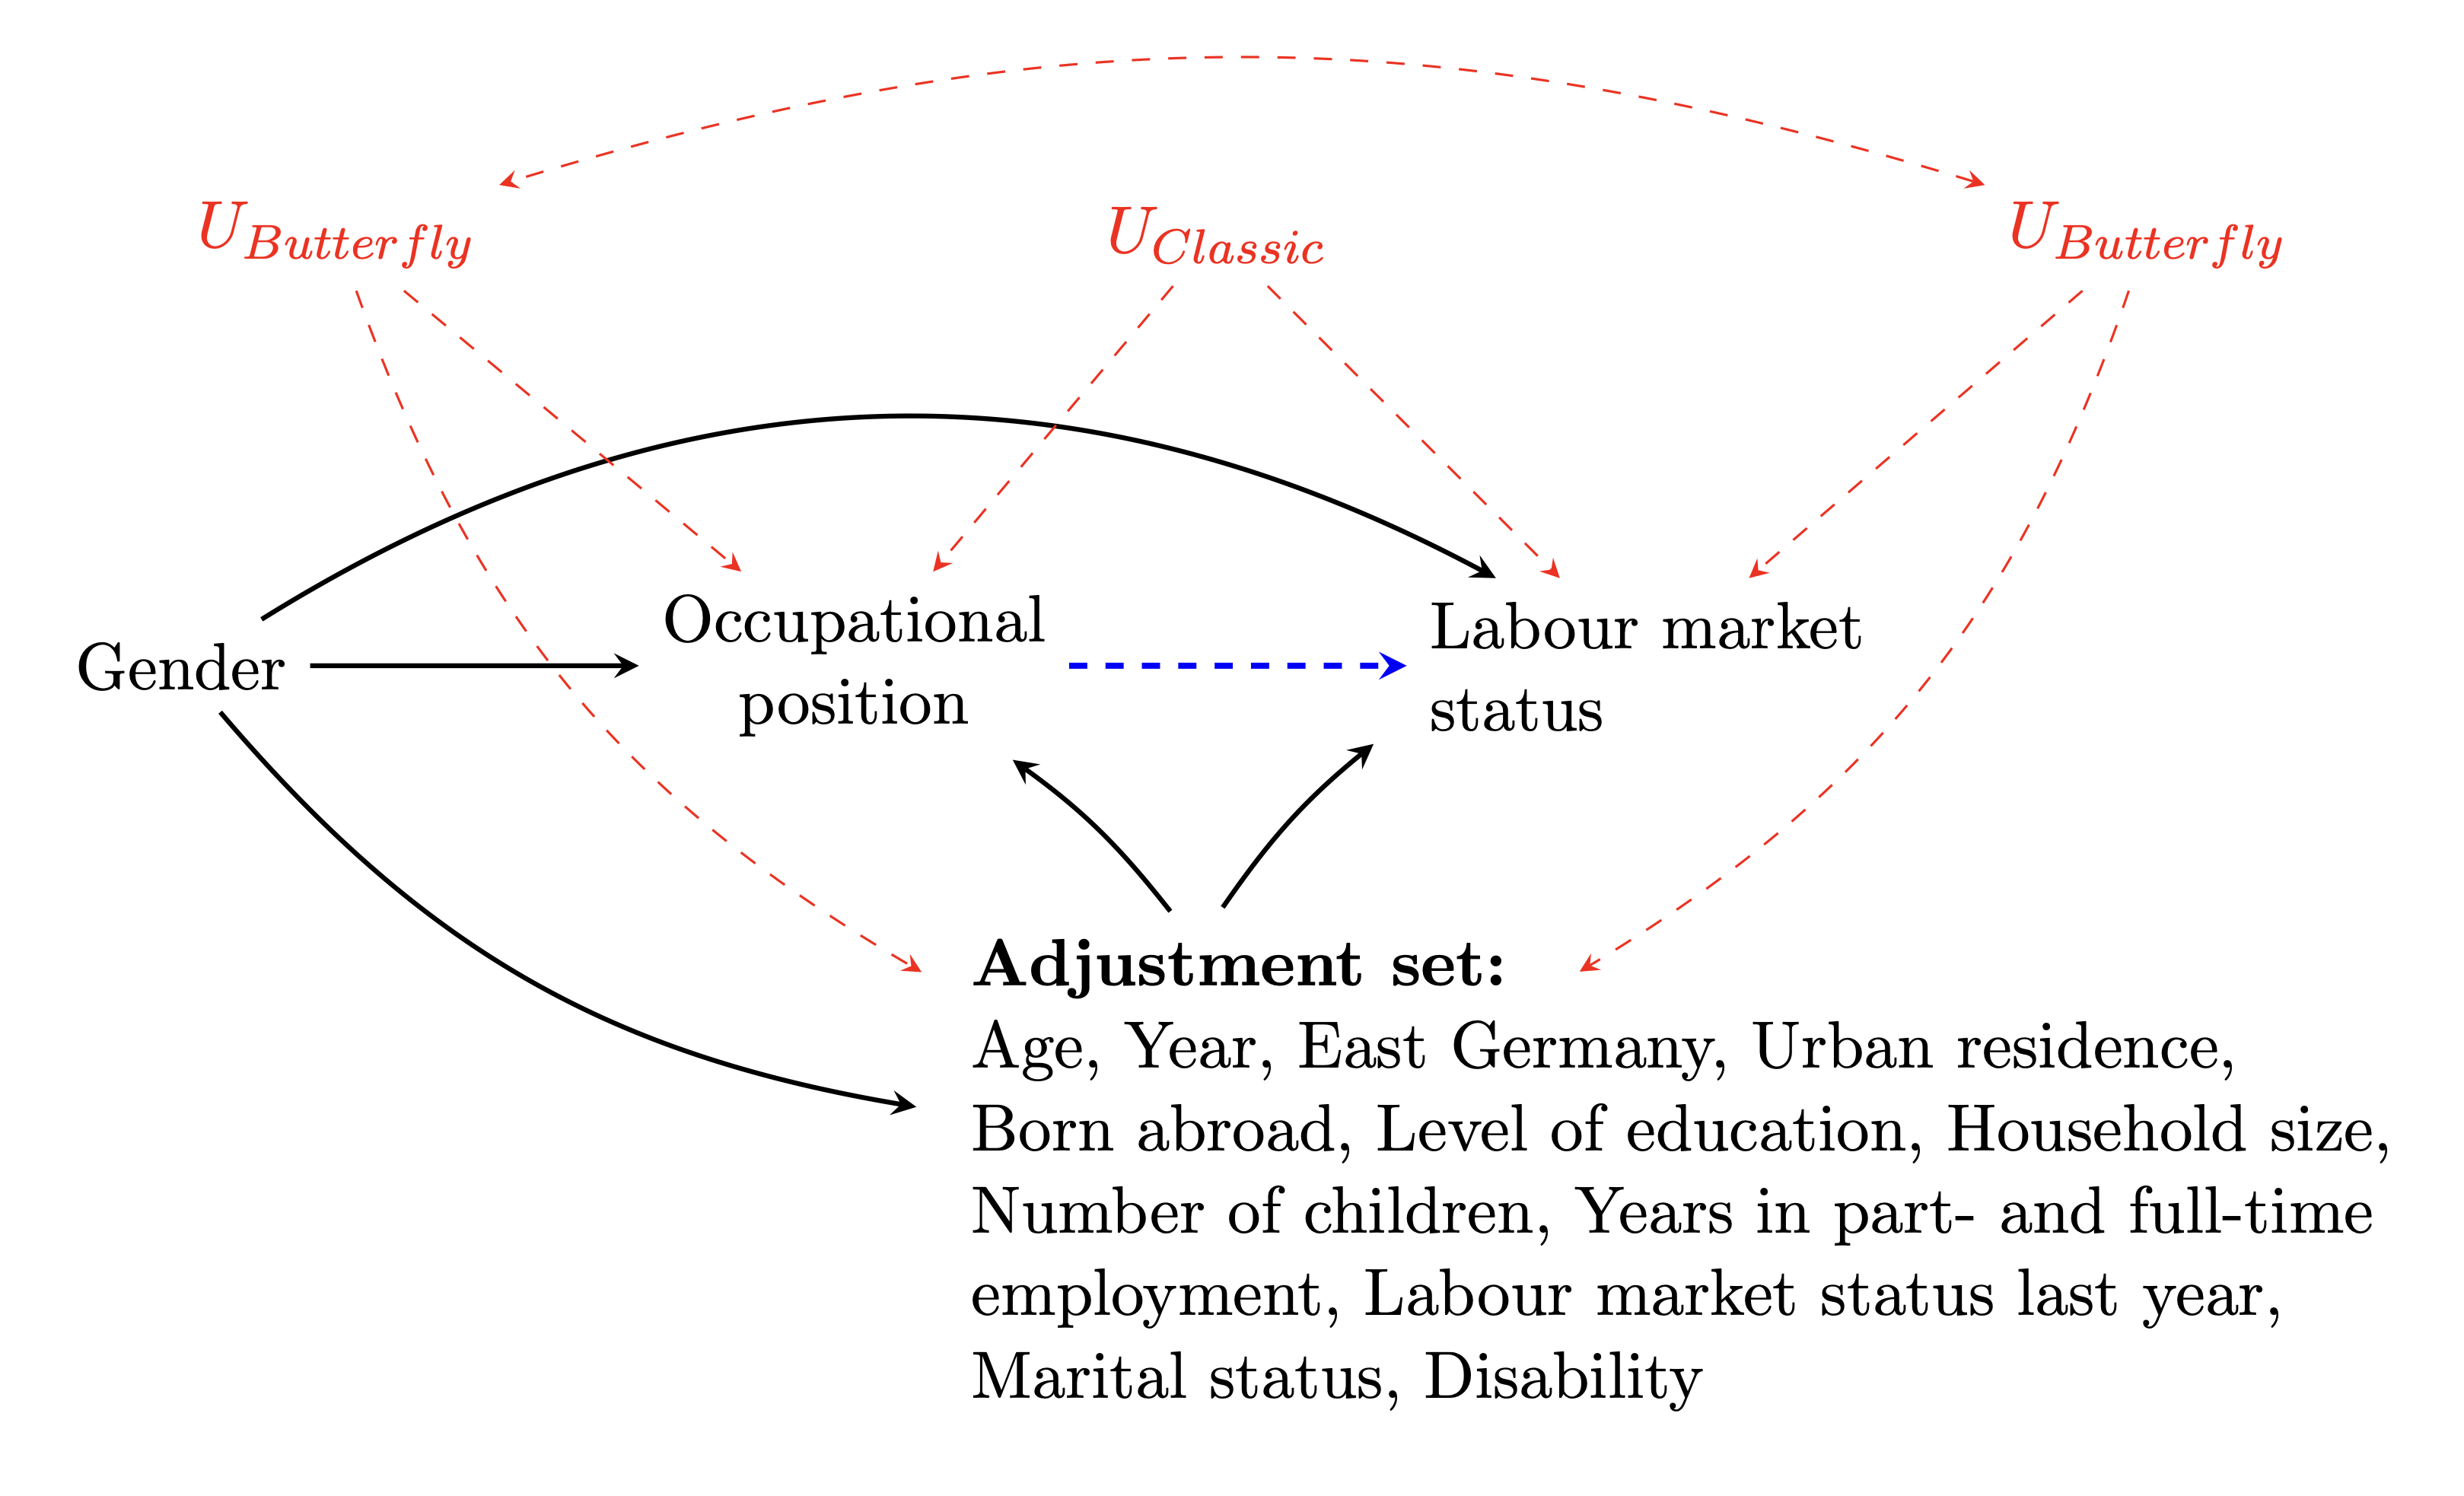 U_Butterfly
U_Classic
U_Butterfly
Gender
Occupational
position
Labour market
status
Adjustment set:
Age, Year, East Germany, Urban residence,
Born abroad, Level of education, Household size,
Number of children, Years in part- and full-time
employment, Labour market status last year,
Marital status, Disability